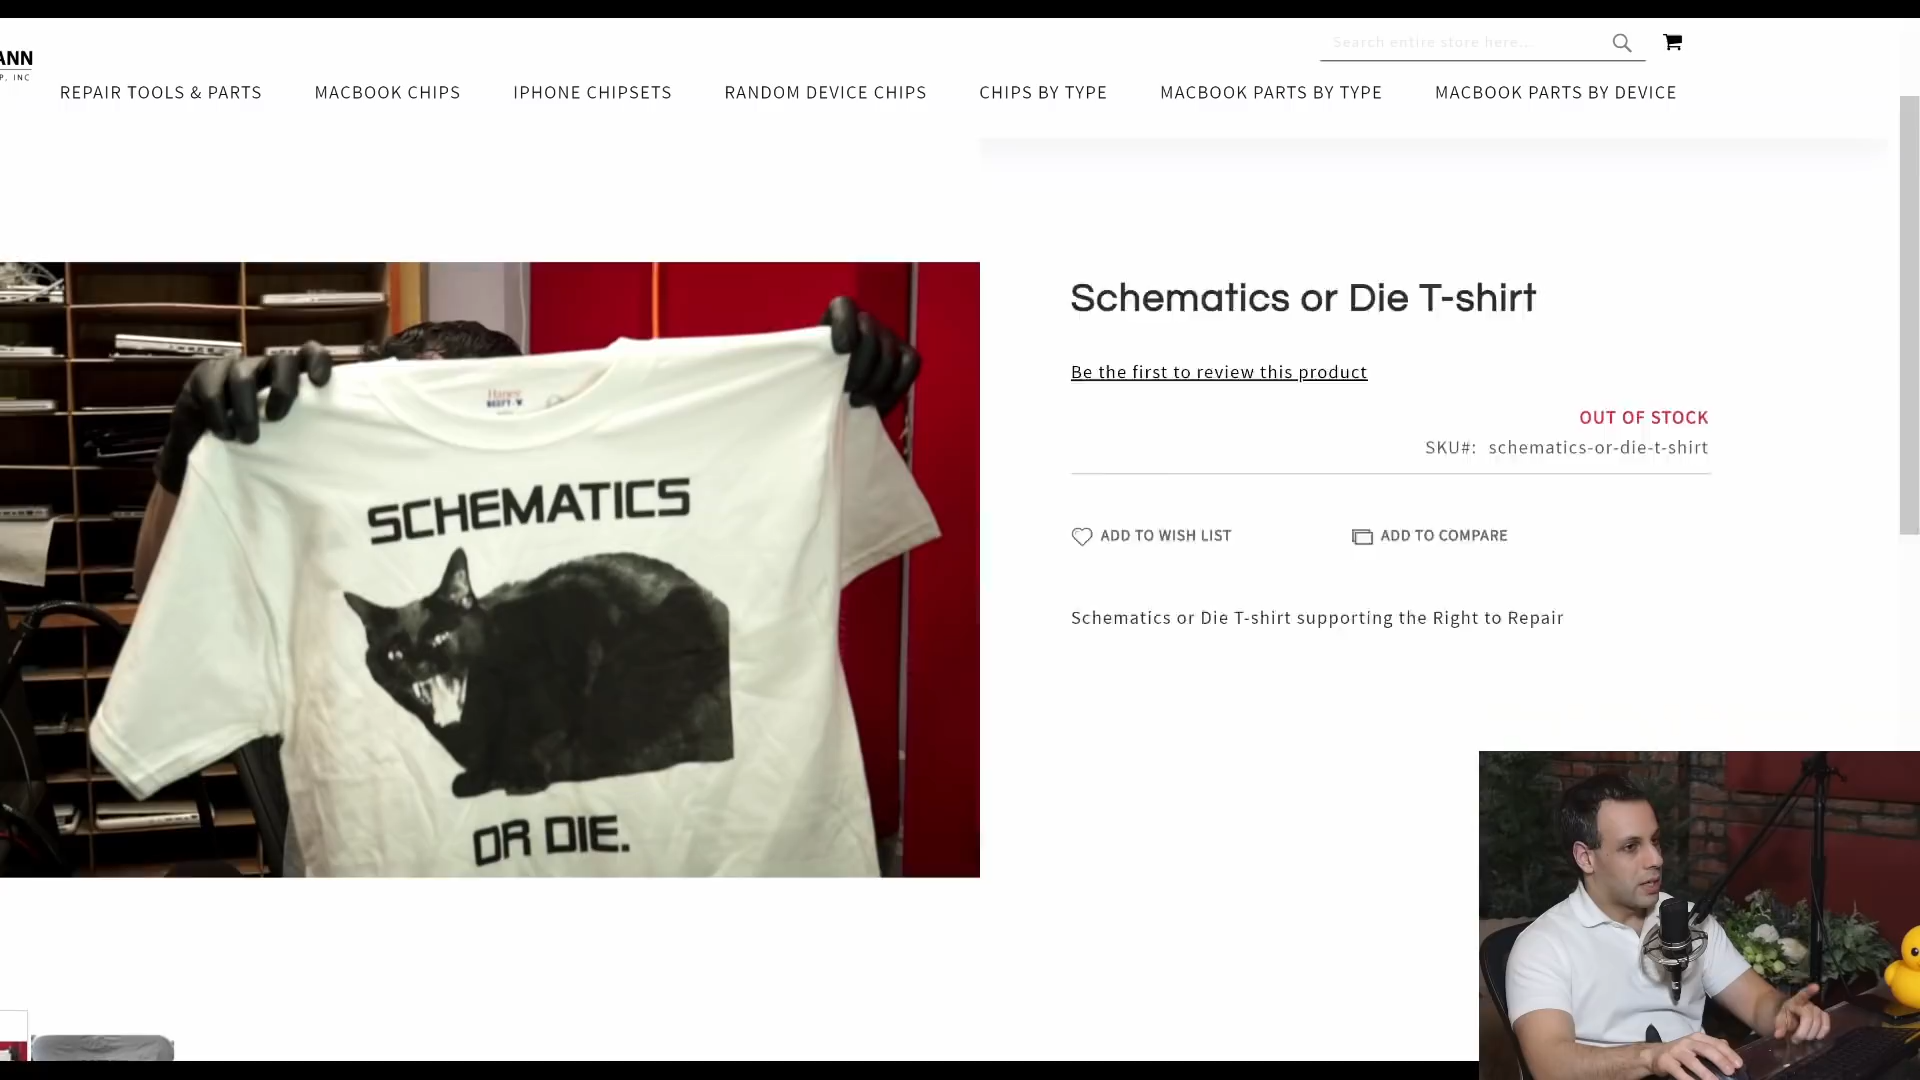 ANN
P, INC
Search entire store here...
REPAIR TOOLS & PARTS
MACBOOK CHIPS
IPHONE CHIPSETS
RANDOM DEVICE CHIPS
CHIPS BY TYPE
MACBOOK PARTS BY TYPE
MACBOOK PARTS BY DEVICE
Hanes
BEEFY-T
SCHEMATICS
OR DIE.
Schematics or Die T-shirt
Be the first to review this product
OUT OF STOCK
SKU#: schematics-or-die-t-shirt
ADD TO WISH LIST
ADD TO COMPARE
Schematics or Die T-shirt supporting the Right to Repair